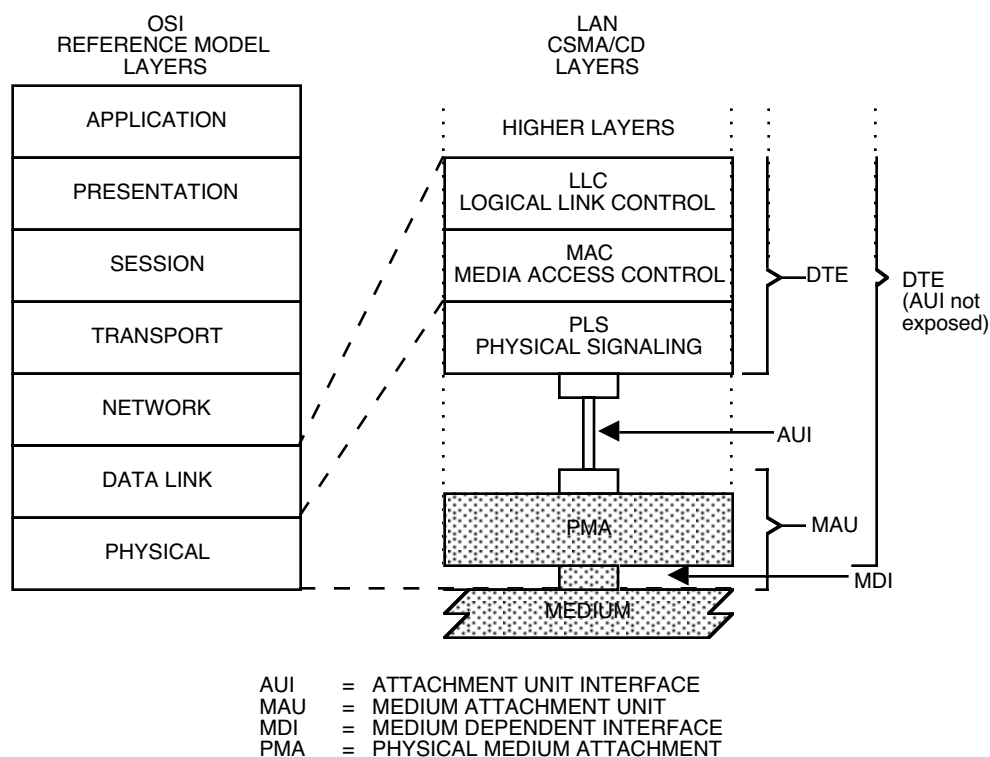 OSI
REFERENCE MODEL
LAYERS
APPLICATION
PRESENTATION
SESSION
TRANSPORT
NETWORK
DATA LINK
PHYSICAL
LAN
CSMA/CD
LAYERS
HIGHER LAYERS
LLC
LOGICAL LINK CONTROL
MAC
MEDIA ACCESS CONTROL
PLS
PHYSICAL SIGNALING
DTE
DTE
(AUI not
exposed)
AUI
PMA
MAU
MDI
MEDIUM
AUI = ATTACHMENT UNIT INTERFACE
MAU = MEDIUM ATTACHMENT UNIT
MDI = MEDIUM DEPENDENT INTERFACE
PMA = PHYSICAL MEDIUM ATTACHMENT